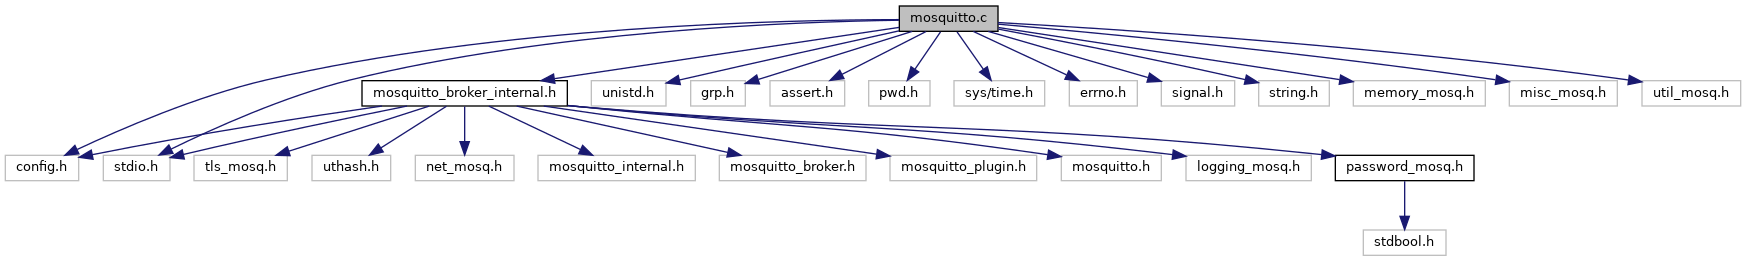 mosquitto.c
mosquitto_broker_internal.h
unistd.h
grp.h
assert.h
pwd.h
sys/time.h
errno.h
signal.h
string.h
memory_mosq.h
misc_mosq.h
util_mosq.h
config.h
stdio.h
tls_mosq.h
uthash.h
net_mosq.h
mosquitto_internal.h
mosquitto_broker.h
mosquitto_plugin.h
mosquitto.h
logging_mosq.h
password_mosq.h
stdbool.h